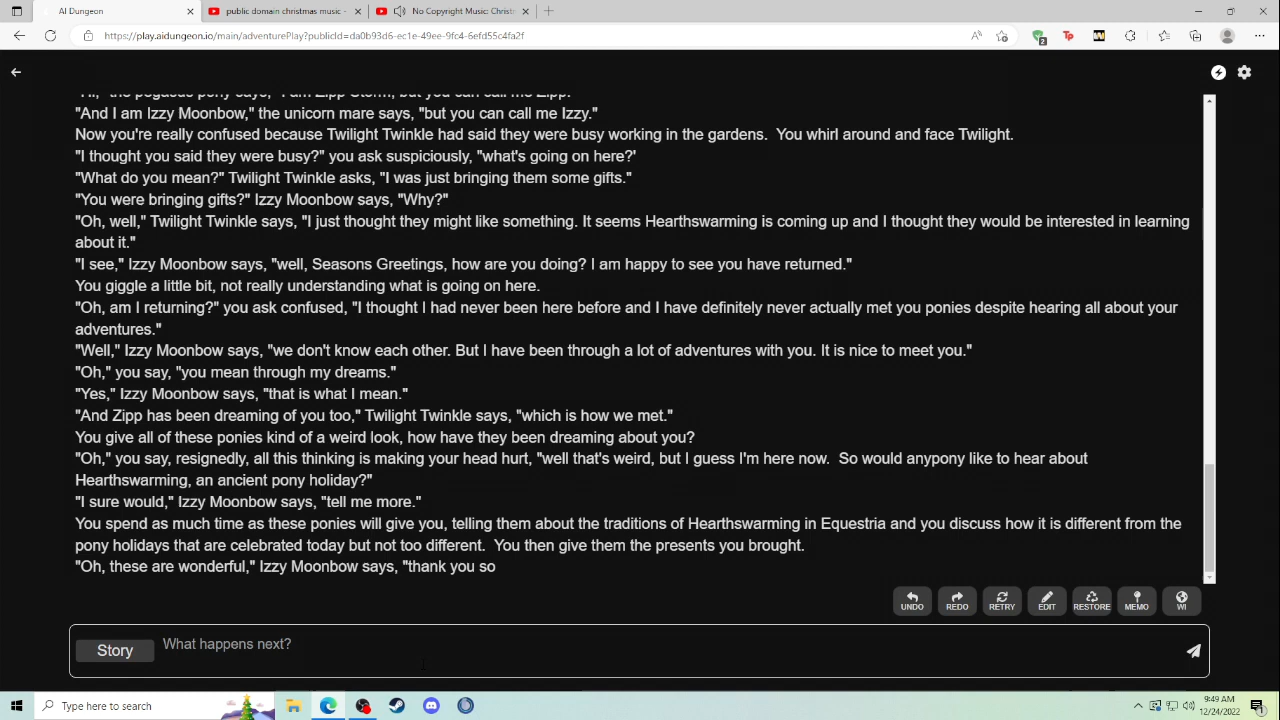 AI Dungeon
public domain christmas music -
No Copyright Music: Christm
https://play.aidungeon.io/main/adventurePlay?publicId=da0b93d6-ec1e-49ee-9fc4-6efd55c4fa2f
"Hi," the pegasus pony says, "I am Zipp Storm, but you can call me Zipp."
"And I am Izzy Moonbow," the unicorn mare says, "but you can call me Izzy."
Now you're really confused because Twilight Twinkle had said they were busy working in the gardens.  You whirl around and face Twilight.
"I thought you said they were busy?" you ask suspiciously, "what's going on here?'
"What do you mean?" Twilight Twinkle asks, "I was just bringing them some gifts."
"You were bringing gifts?" Izzy Moonbow says, "Why?"
"Oh, well," Twilight Twinkle says, "I just thought they might like something. It seems Hearthswarming is coming up and I thought they would be interested in learning
about it."
"I see," Izzy Moonbow says, "well, Seasons Greetings, how are you doing? I am happy to see you have returned."
You giggle a little bit, not really understanding what is going on here.
"Oh, am I returning?" you ask confused, "I thought I had never been here before and I have definitely never actually met you ponies despite hearing all about your
adventures."
"Well," Izzy Moonbow says, "we don't know each other. But I have been through a lot of adventures with you. It is nice to meet you."
"Oh," you say, "you mean through my dreams."
"Yes," Izzy Moonbow says, "that is what I mean."
"And Zipp has been dreaming of you too," Twilight Twinkle says, "which is how we met."
You give all of these ponies kind of a weird look, how have they been dreaming about you?
"Oh," you say, resignedly, all this thinking is making your head hurt, "well that's weird, but I guess I'm here now.  So would anypony like to hear about
Hearthswarming, an ancient pony holiday?"
"I sure would," Izzy Moonbow says, "tell me more."
You spend as much time as these ponies will give you, telling them about the traditions of Hearthswarming in Equestria and you discuss how it is different from the
pony holidays that are celebrated today but not too different.  You then give them the presents you brought.
"Oh, these are wonderful," Izzy Moonbow says, "thank you so
UNDO REDO RETRY EDIT RESTORE MEMO WI
Story What happens next?
Type here to search
9:49 AM
12/24/2022